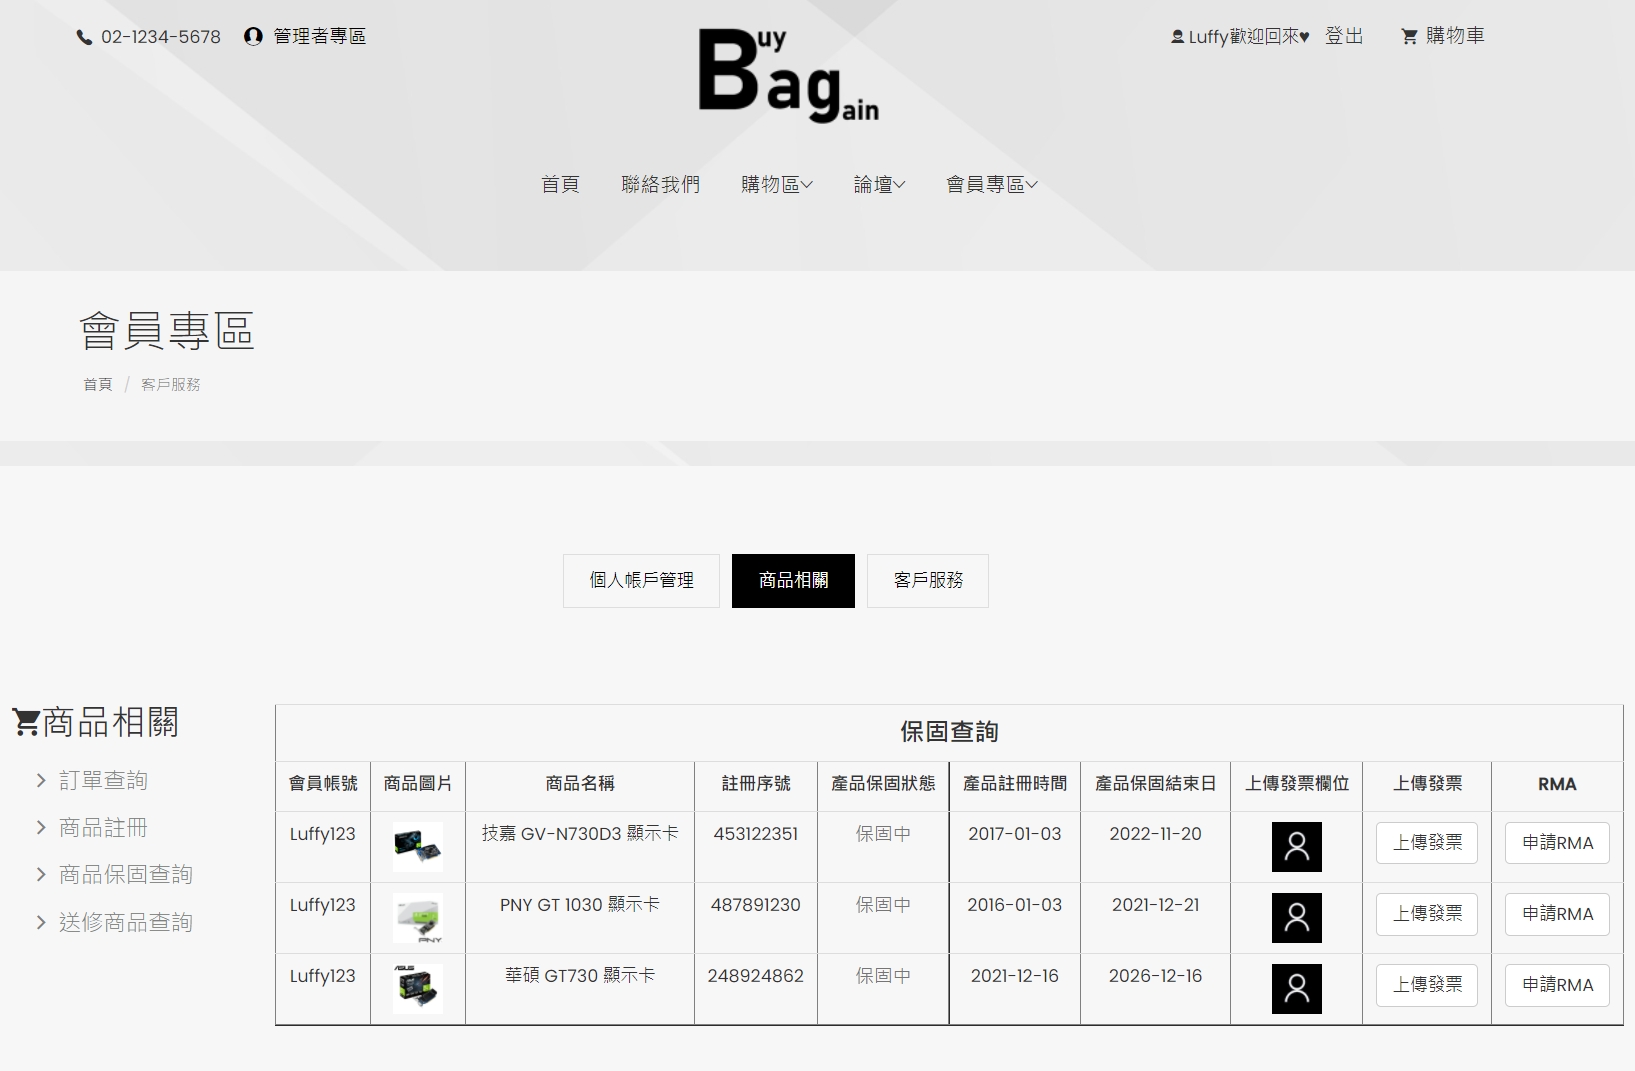 02-1234-5678 管理者專區
Buy
Bagain
Luffy歡迎回來♥ 登出 購物車
首頁 聯絡我們 購物區 論壇 會員專區
會員專區
首頁 / 客戶服務
個人帳戶管理 商品相關 客戶服務
商品相關
訂單查詢
商品註冊
商品保固查詢
送修商品查詢
保固查詢
會員帳號 商品圖片 商品名稱 註冊序號 產品保固狀態 產品註冊時間 產品保固結束日 上傳發票欄位 上傳發票 RMA
Luffy123 技嘉 GV-N730D3 顯示卡 453122351 保固中 2017-01-03 2022-11-20 上傳發票 申請RMA
Luffy123 PNY PNY GT 1030 顯示卡 487891230 保固中 2016-01-03 2021-12-21 上傳發票 申請RMA
Luffy123 ASUS 華碩 GT730 顯示卡 248924862 保固中 2021-12-16 2026-12-16 上傳發票 申請RMA